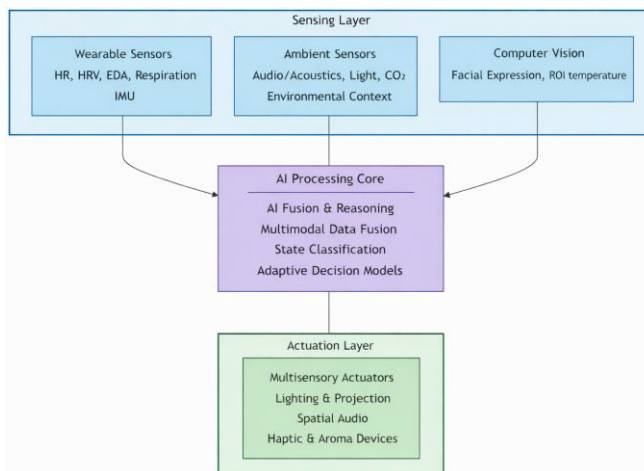 Sensing Layer
Wearable Sensors
HR, HRV, EDA, Respiration
IMU
Ambient Sensors
Audio/Acoustics, Light, CO₂
Environmental Context
Computer Vision
Facial Expression, ROI temperature
AI Processing Core
AI Fusion & Reasoning
Multimodal Data Fusion
State Classification
Adaptive Decision Models
Actuation Layer
Multisensory Actuators
Lighting & Projection
Spatial Audio
Haptic & Aroma Devices